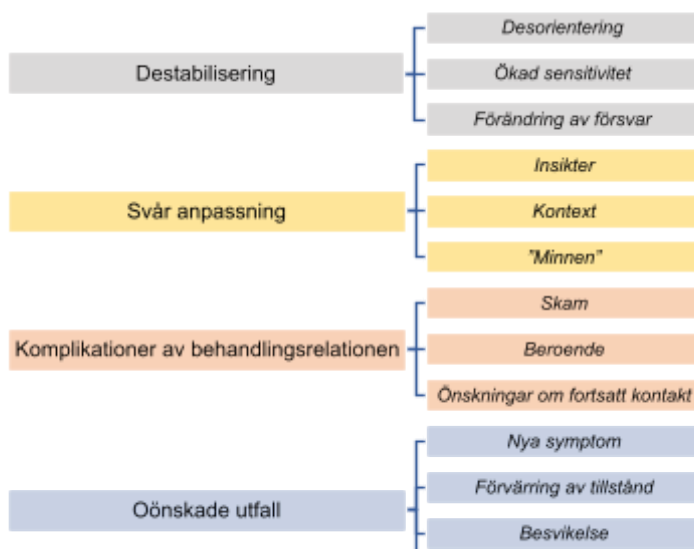 Destabilisering
Desorientering
Ökad sensitivitet
Förändring av försvar
Svår anpassning
Insikter
Kontext
”Minnen”
Komplikationer av behandlingsrelationen
Skam
Beroende
Önskningar om fortsatt kontakt
Oönskade utfall
Nya symptom
Förvärring av tillstånd
Besvikelse